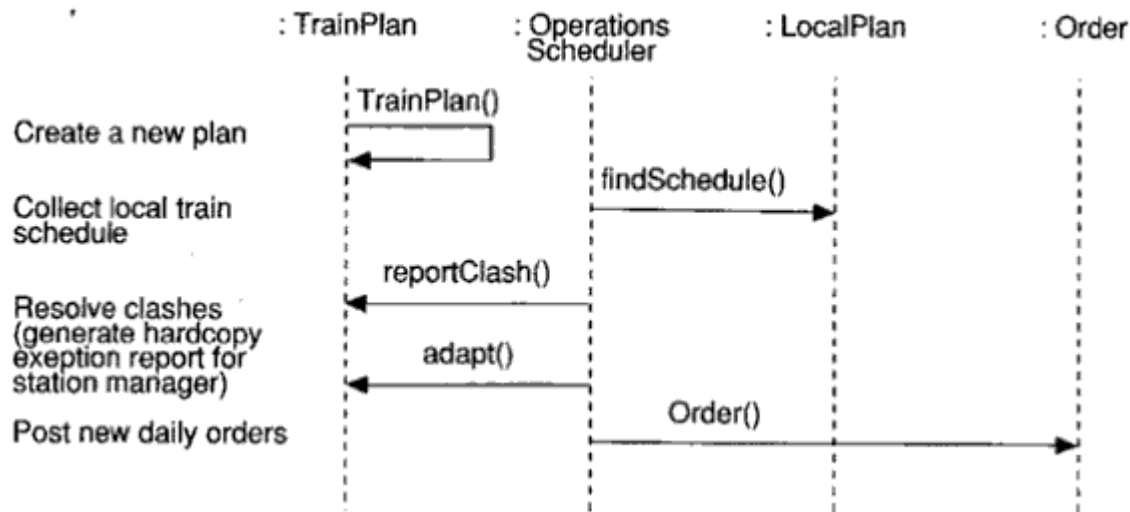 : TrainPlan
: Operations
Scheduler
: LocalPlan
: Order
TrainPlan()
Create a new plan
findSchedule()
Collect local train
schedule
reportClash()
Resolve clashes
(generate hardcopy
exeption report for
station manager)
adapt()
Order()
Post new daily orders